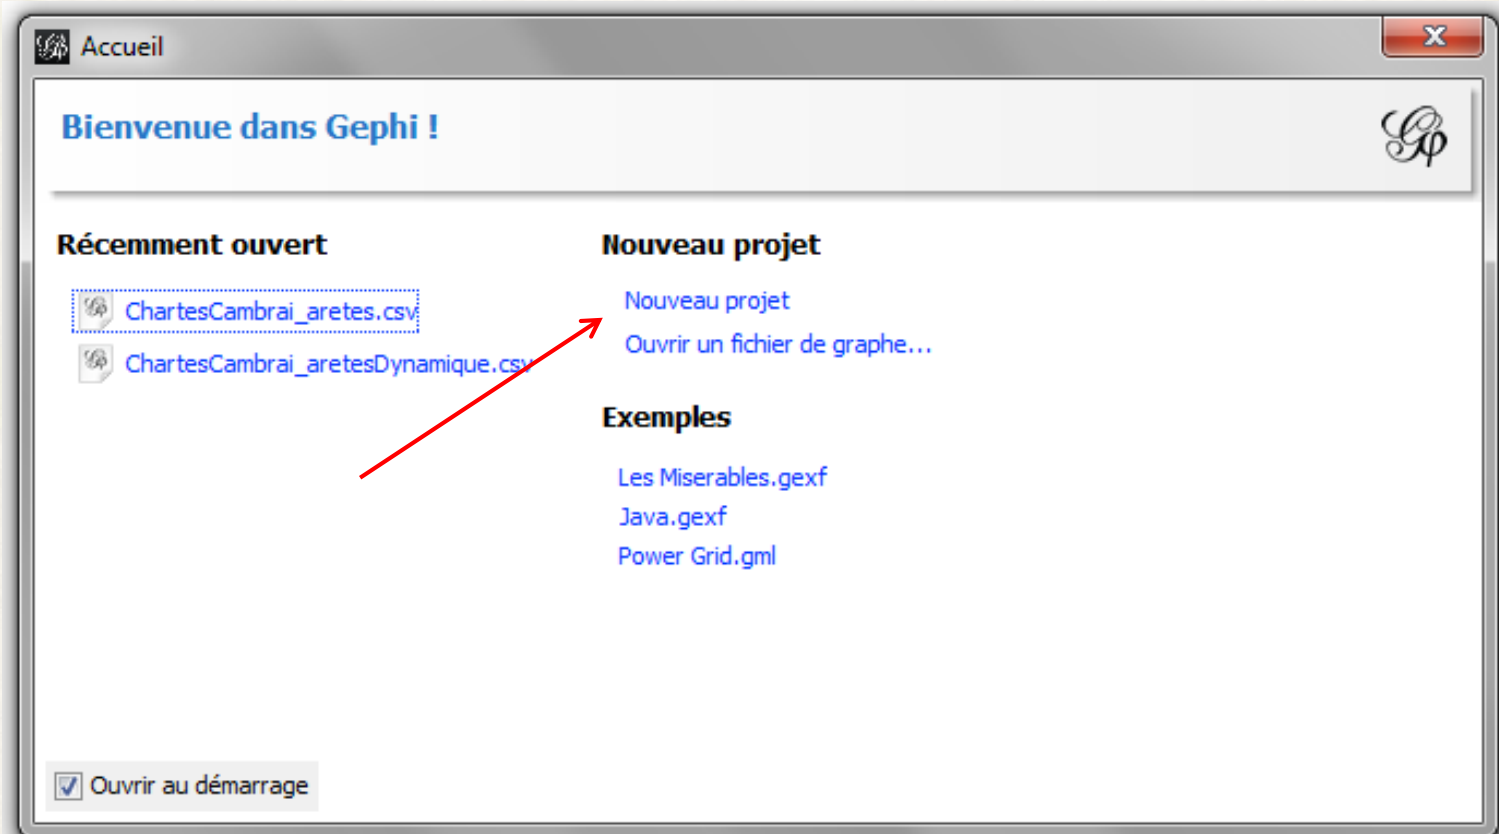 Accueil
Bienvenue dans Gephi !
Récemment ouvert
ChartesCambrai_aretes.csv
ChartesCambrai_aretesDynamique.csv
Nouveau projet
Nouveau projet
Ouvrir un fichier de graphe...
Exemples
Les Miserables.gexf
Java.gexf
Power Grid.gml
Ouvrir au démarrage